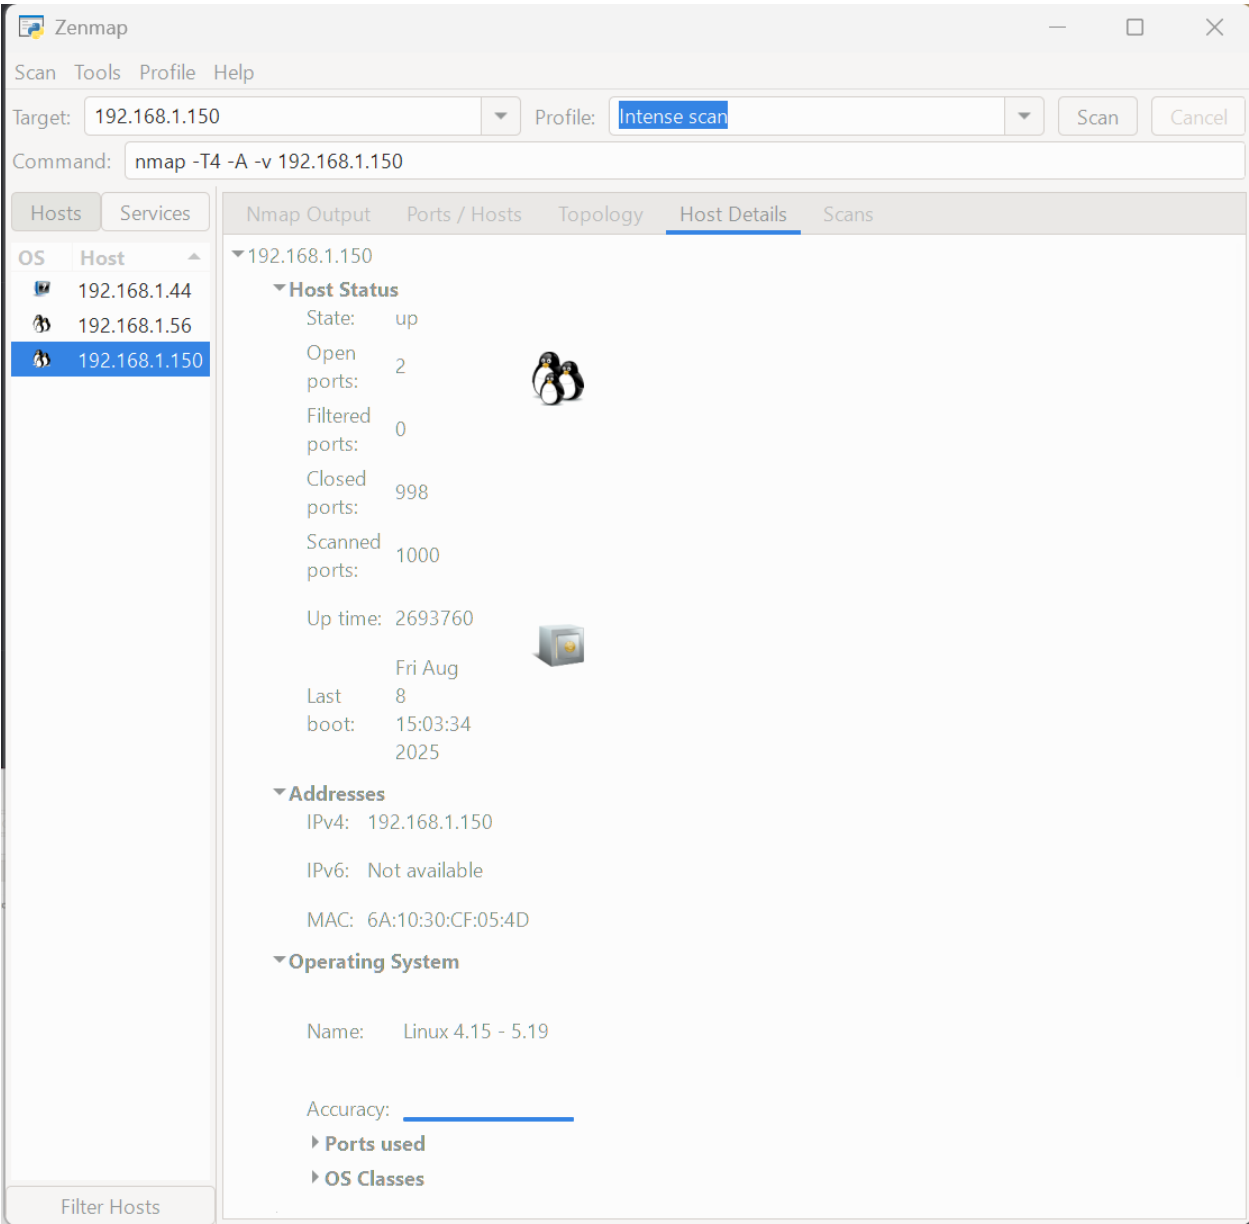 Zenmap
Scan Tools Profile Help
Target: 192.168.1.150 Profile: Intense scan Scan Cancel
Command: nmap -T4 -A -v 192.168.1.150
Hosts Services Nmap Output Ports / Hosts Topology Host Details Scans
OS Host
192.168.1.44
192.168.1.56
192.168.1.150
192.168.1.150
Host Status
State: up
Open ports: 2
Filtered ports: 0
Closed ports: 998
Scanned ports: 1000
Up time: 2693760
Last boot: Fri Aug 8 15:03:34 2025
Addresses
IPv4: 192.168.1.150
IPv6: Not available
MAC: 6A:10:30:CF:05:4D
Operating System
Name: Linux 4.15 - 5.19
Accuracy:
Ports used
OS Classes
Filter Hosts